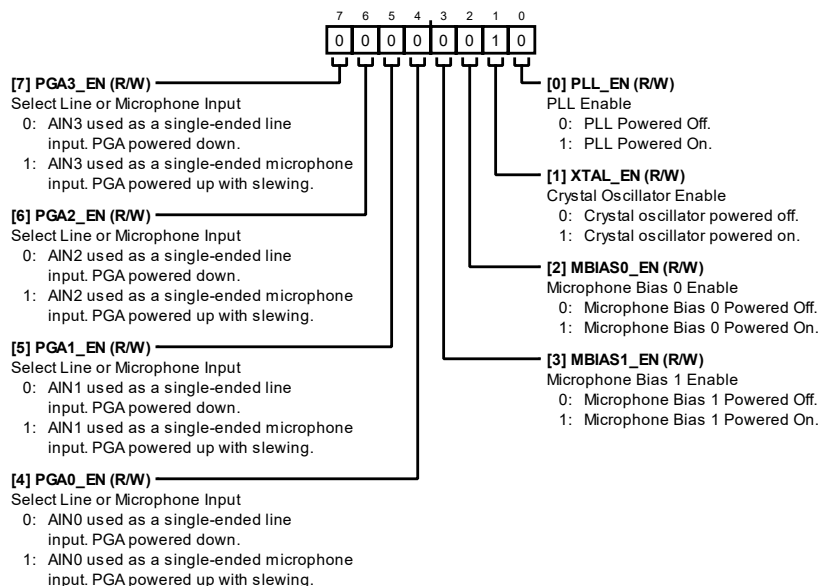 7 6 5 4 3 2 1 0
0 0 0 0 0 0 1 0
[7] PGA3_EN (R/W)
Select Line or Microphone Input
0: AIN3 used as a single-ended line
input. PGA powered down.
1: AIN3 used as a single-ended microphone
input. PGA powered up with slewing.
[6] PGA2_EN (R/W)
Select Line or Microphone Input
0: AIN2 used as a single-ended line
input. PGA powered down.
1: AIN2 used as a single-ended microphone
input. PGA powered up with slewing.
[5] PGA1_EN (R/W)
Select Line or Microphone Input
0: AIN1 used as a single-ended line
input. PGA powered down.
1: AIN1 used as a single-ended microphone
input. PGA powered up with slewing.
[4] PGA0_EN (R/W)
Select Line or Microphone Input
0: AIN0 used as a single-ended line
input. PGA powered down.
1: AIN0 used as a single-ended microphone
input. PGA powered up with slewing.
[0] PLL_EN (R/W)
PLL Enable
0: PLL Powered Off.
1: PLL Powered On.
[1] XTAL_EN (R/W)
Crystal Oscillator Enable
0: Crystal oscillator powered off.
1: Crystal oscillator powered on.
[2] MBIAS0_EN (R/W)
Microphone Bias 0 Enable
0: Microphone Bias 0 Powered Off.
1: Microphone Bias 0 Powered On.
[3] MBIAS1_EN (R/W)
Microphone Bias 1 Enable
0: Microphone Bias 1 Powered Off.
1: Microphone Bias 1 Powered On.